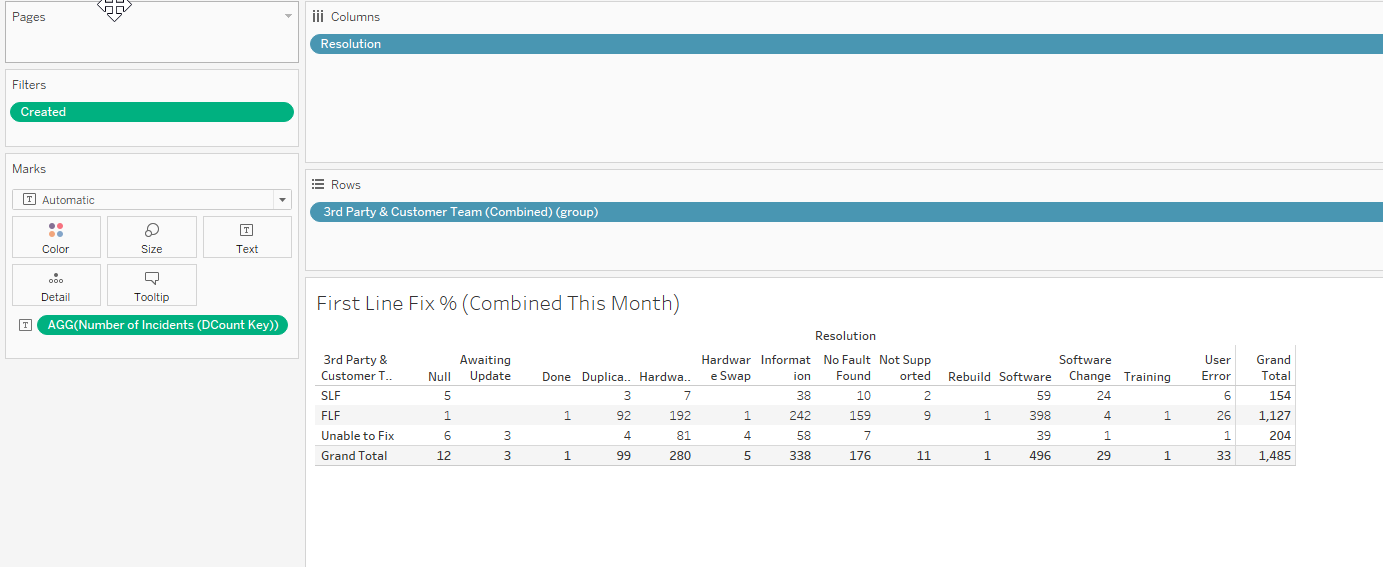 Pages
Columns
Resolution
Filters
Created
Marks
Automatic
Color Size Text
Detail Tooltip
AGG(Number of Incidents (DCount Key))
Rows
3rd Party & Customer Team (Combined) (group)
First Line Fix % (Combined This Month)
Resolution
3rd Party & Awaiting Hardwar Informat No Fault Not Supp Software User Grand
Customer T.. Null Update Done Duplica.. Hardwa.. e Swap ion Found orted Rebuild Software Change Training Error Total
SLF 5 3 7 38 10 2 59 24 6 154
FLF 1 1 92 192 1 242 159 9 1 398 4 1 26 1,127
Unable to Fix 6 3 4 81 4 58 7 39 1 1 204
Grand Total 12 3 1 99 280 5 338 176 11 1 496 29 1 33 1,485